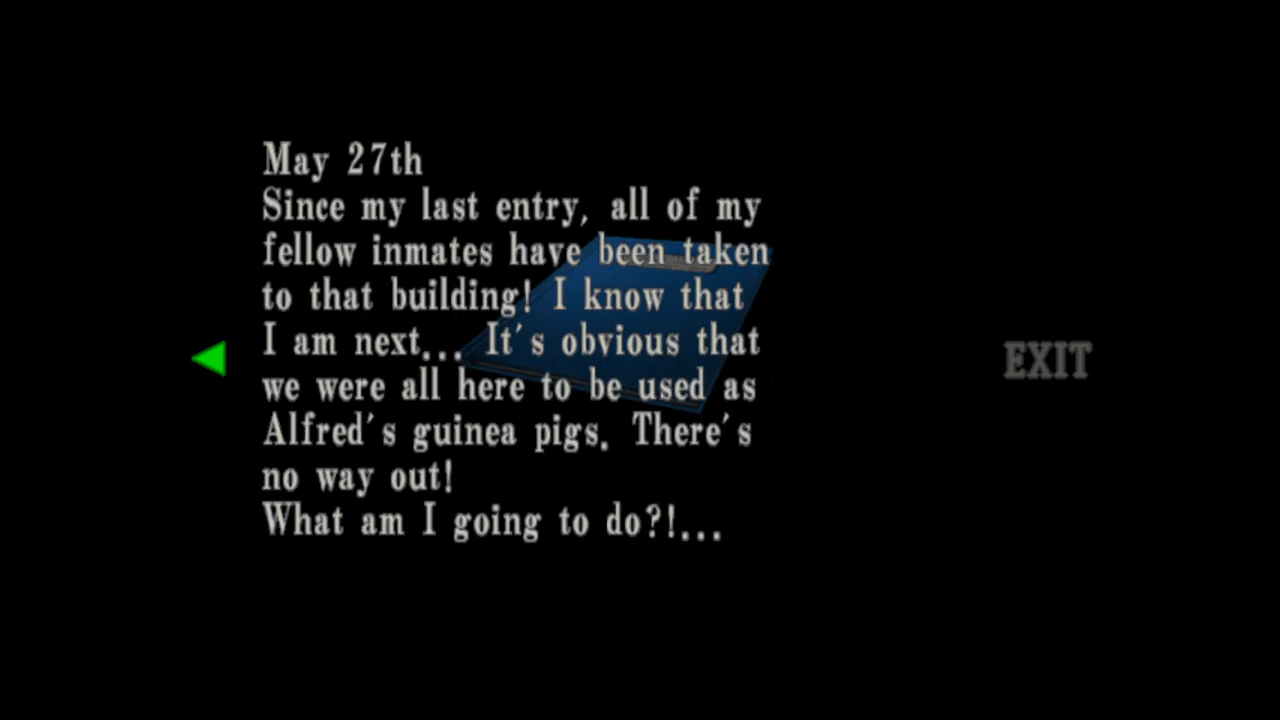 May 27th
Since my last entry, all of my
fellow inmates have been taken
to that building! I know that
I am next... It's obvious that
we were all here to be used as
Alfred's guinea pigs. There's
no way out!
What am I going to do?!...
EXIT